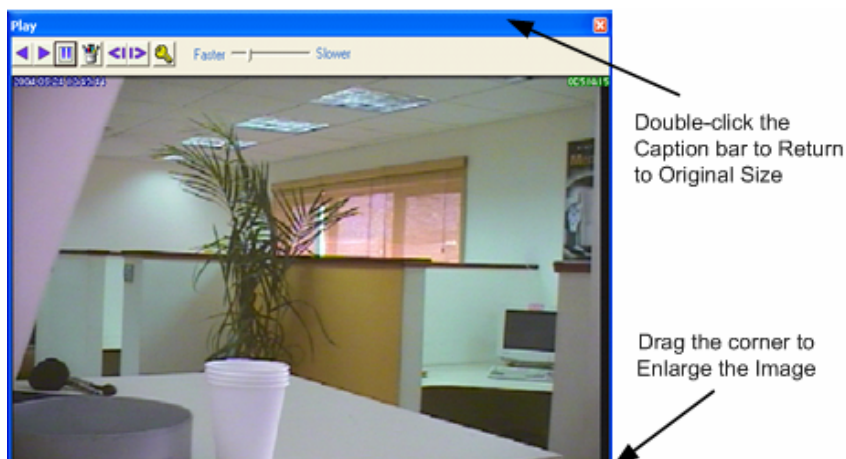 Play
Faster Slower
Double-click the
Caption bar to Return
to Original Size
Drag the corner to
Enlarge the Image